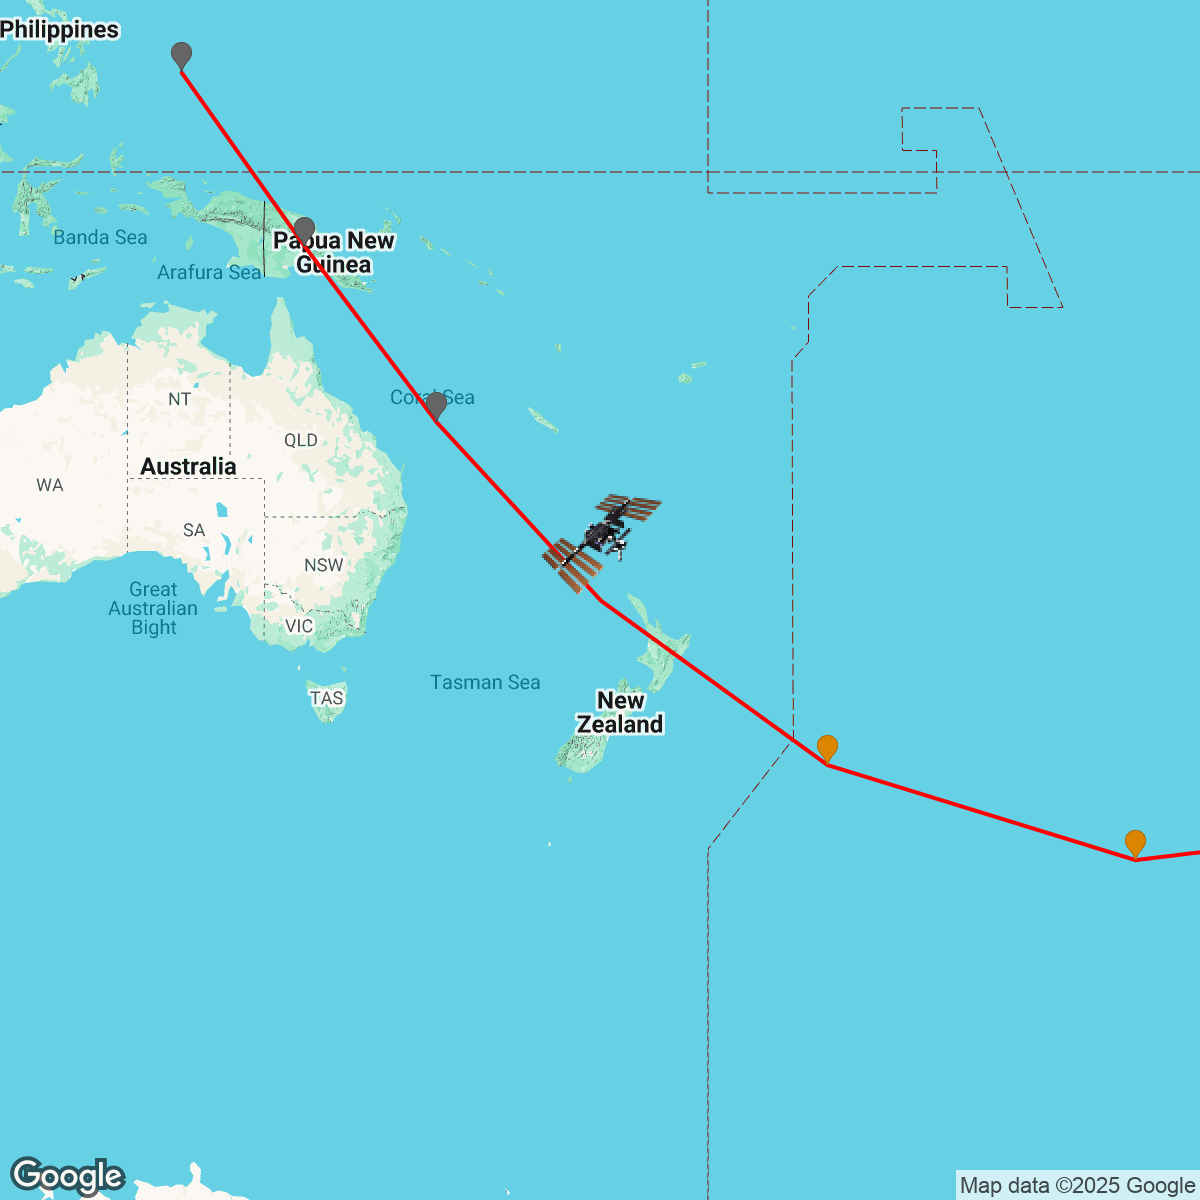 Philippines
Banda Sea
Papua New
Guinea
Arafura Sea
Coral Sea
NT
QLD
Australia
WA
SA
NSW
Great
Australian
Bight
VIC
Tasman Sea
TAS
New
Zealand
Google
Map data ©2025 Google